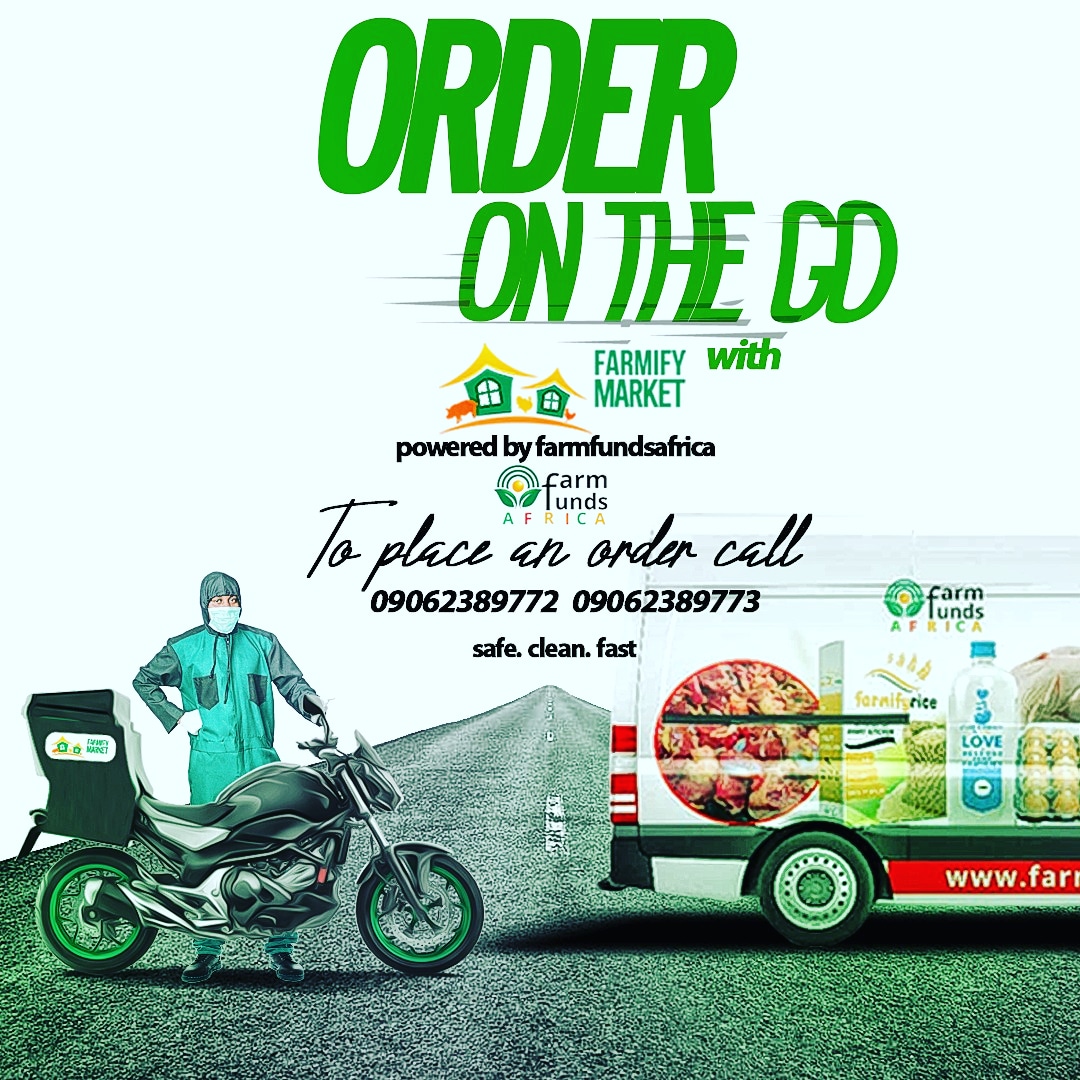 ORDER
ON THE GO
with
FARMIFY
MARKET
powered by farmfundsafrica
farm
funds
AFRICA
To place an order call
09062389772 09062389773
safe. clean. fast
farm
funds
AFRICA
farmifyrice
LOVE
FARMIFY
MARKET
www.farm